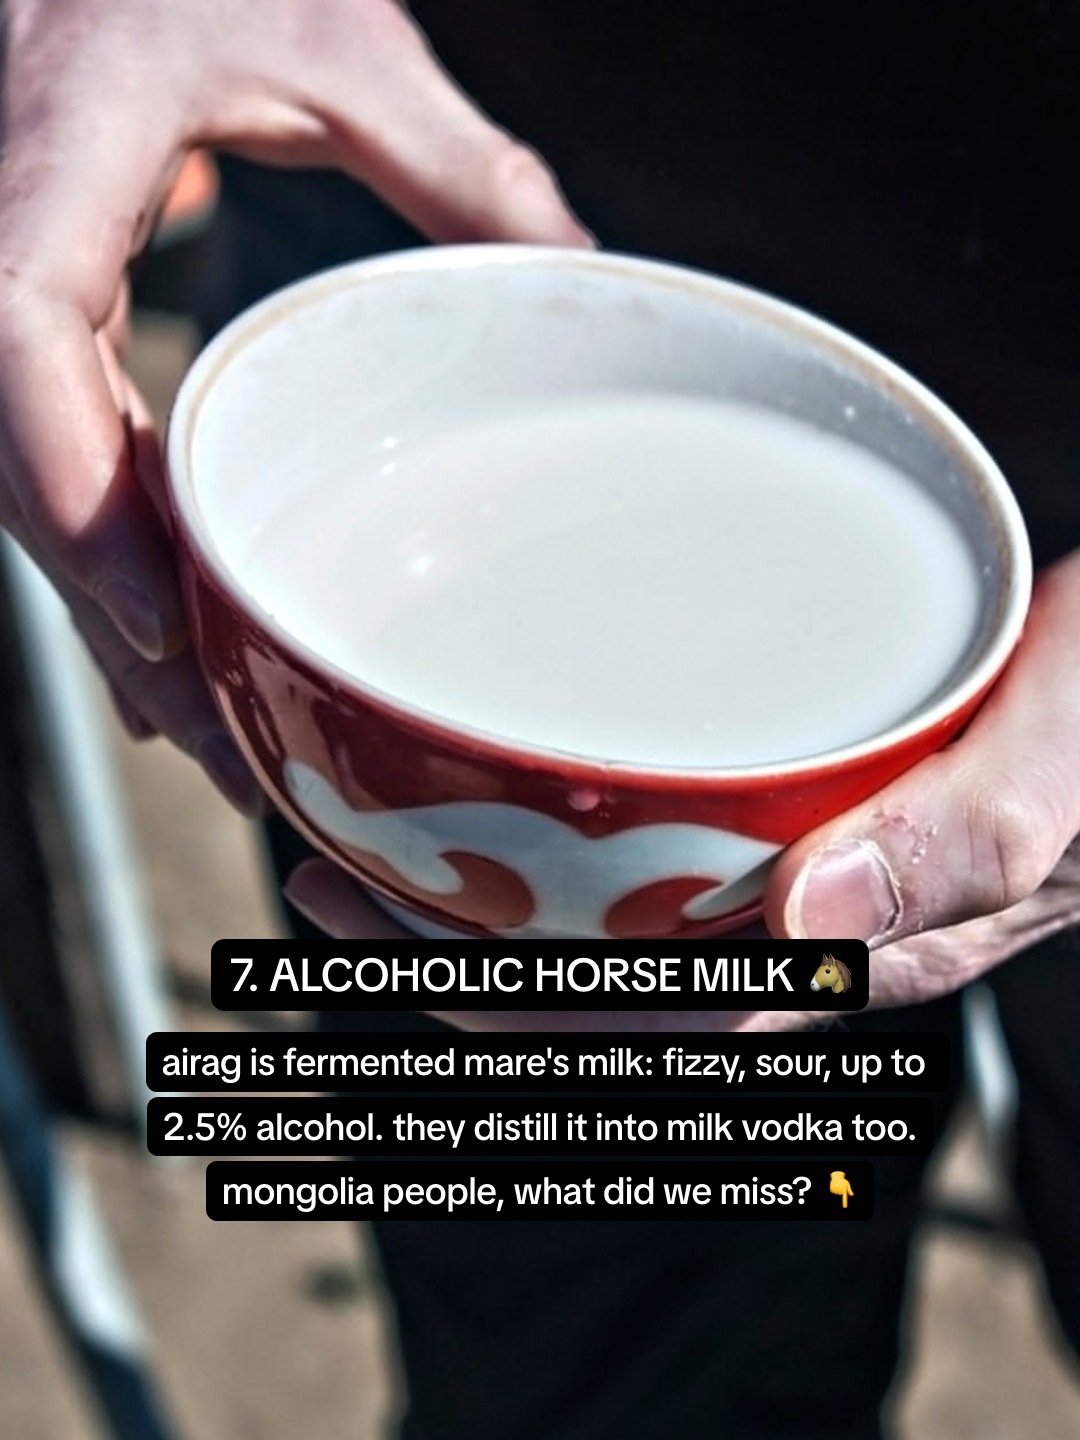 7. ALCOHOLIC HORSE MILK 🐴
airag is fermented mare's milk: fizzy, sour, up to
2.5% alcohol. they distill it into milk vodka too.
mongolia people, what did we miss? 👇